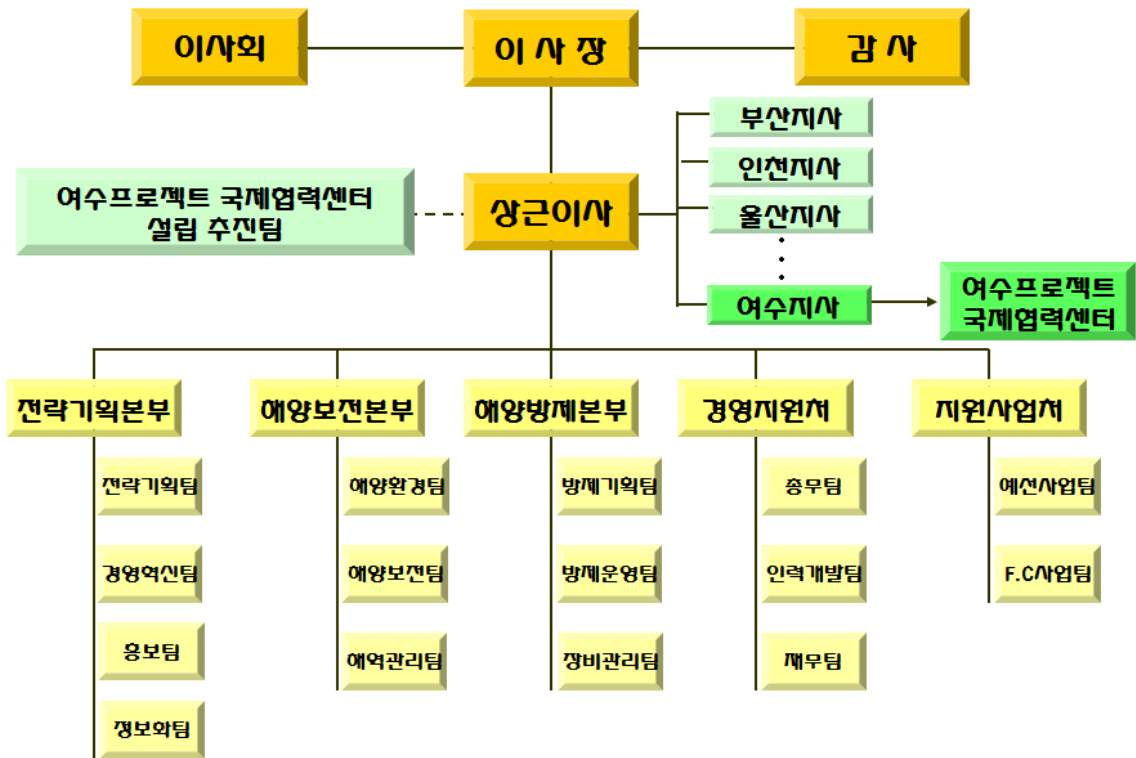 이사회
이 사 장
감 사
부산지사
인천지사
울산지사
여수프로젝트 국제협력센터
설립 추진팀
상근이사
여수지사
여수프로젝트
국제협력센터
전략기획본부
해양보전본부
해양방제본부
경영지원처
지원사업처
전략기획팀
해양환경팀
방제기획팀
총무팀
예선사업팀
경영혁신팀
해양보전팀
방제운영팀
인력개발팀
F.C사업팀
홍보팀
해역관리팀
장비관리팀
재무팀
정보화팀